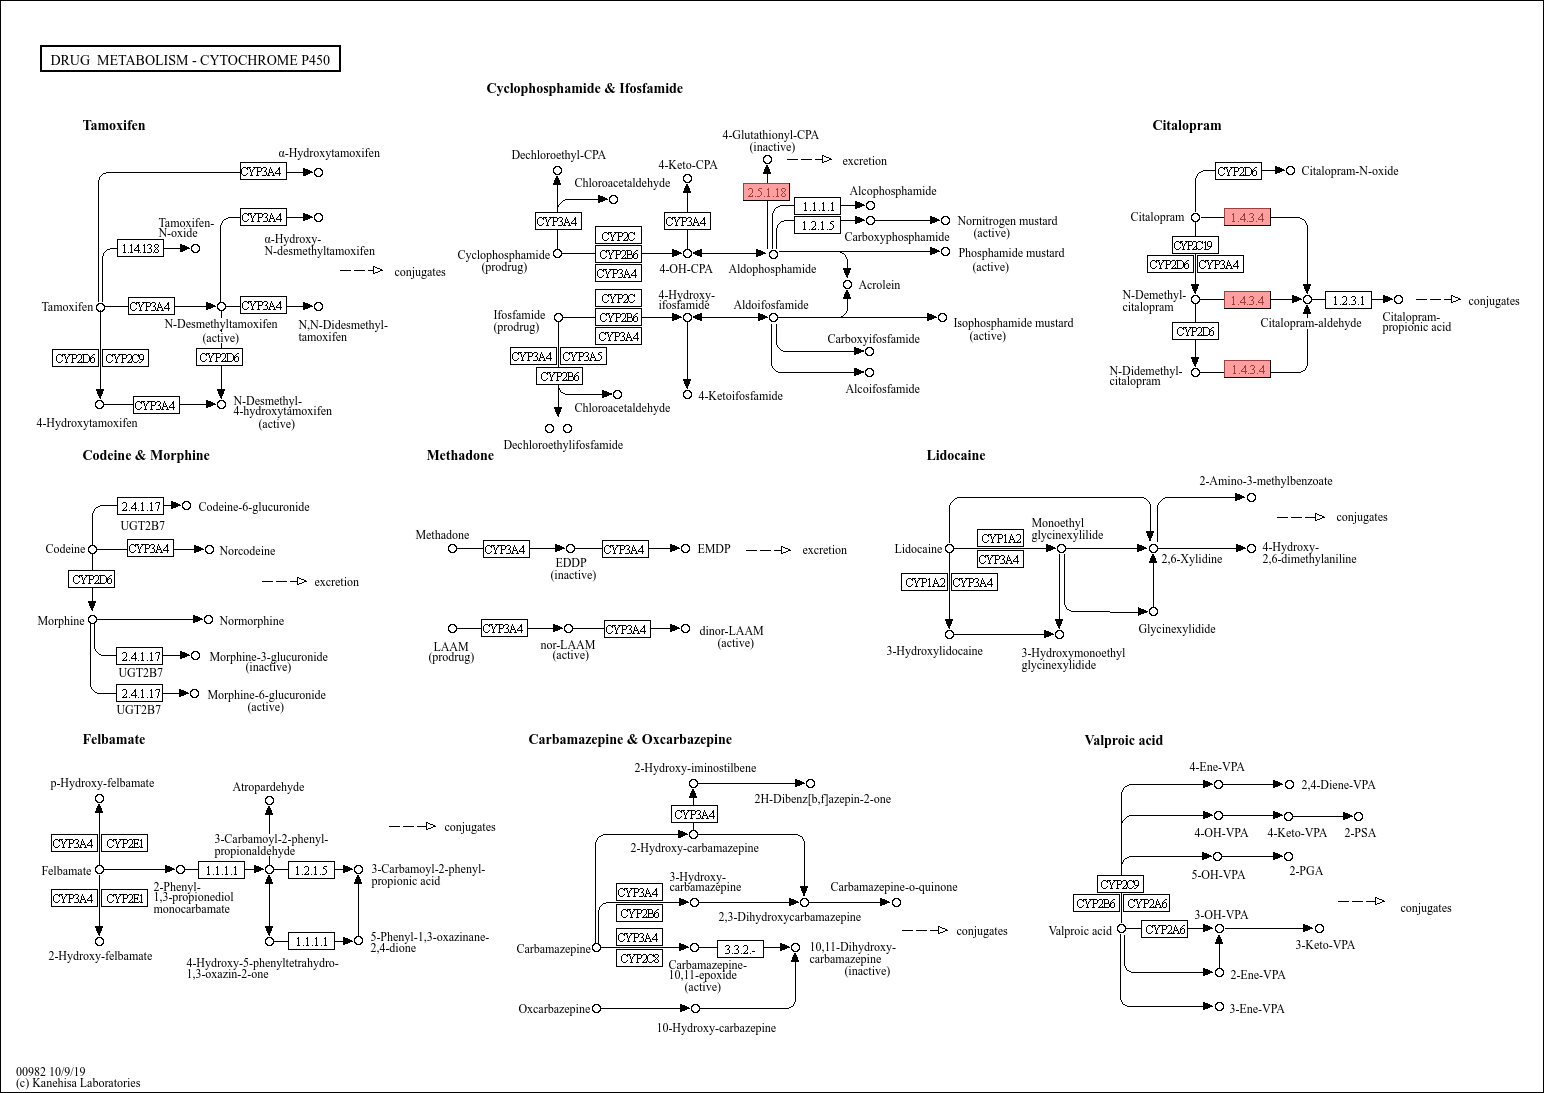 DRUG METABOLISM - CYTOCHROME P450
Tamoxifen
α-Hydroxytamoxifen
CYP3A4
Tamoxifen-
N-oxide
CYP3A4
1.14.13.8
α-Hydroxy-
N-desmethyltamoxifen
conjugates
Tamoxifen
CYP3A4
CYP3A4
N-Desmethyltamoxifen
(active)
N,N-Didesmethyl-
tamoxifen
CYP2D6
CYP2C9
CYP2D6
CYP3A4
N-Desmethyl-
4-hydroxytamoxifen
(active)
4-Hydroxytamoxifen
Cyclophosphamide & Ifosfamide
4-Glutathionyl-CPA
(inactive)
excretion
Dechloroethyl-CPA
4-Keto-CPA
Chloroacetaldehyde
2.5.1.18
Alcophosphamide
1.1.1.1
CYP3A4
CYP3A4
1.2.1.5
Nornitrogen mustard
(active)
Carboxyphosphamide
CYP2C
CYP2B6
CYP3A4
Cyclophosphamide
(prodrug)
4-OH-CPA
Aldophosphamide
Phosphamide mustard
(active)
Acrolein
CYP2C
CYP2B6
CYP3A4
4-Hydroxy-
ifosfamide
Aldoifosfamide
Ifosfamide
(prodrug)
Isophosphamide mustard
(active)
CYP3A4
CYP3A5
CYP2B6
Carboxyifosfamide
Alcoifosfamide
4-Ketoifosfamide
Chloroacetaldehyde
Dechloroethylifosfamide
Citalopram
CYP2D6
Citalopram-N-oxide
Citalopram
1.4.3.4
CYP2C19
CYP2D6
CYP3A4
N-Demethyl-
citalopram
1.4.3.4
1.2.3.1
conjugates
Citalopram-aldehyde
Citalopram-
propionic acid
CYP2D6
N-Didemethyl-
citalopram
1.4.3.4
Codeine & Morphine
2.4.1.17
Codeine-6-glucuronide
UGT2B7
Codeine
CYP3A4
Norcodeine
CYP2D6
excretion
Morphine
Normorphine
2.4.1.17
Morphine-3-glucuronide
(inactive)
UGT2B7
2.4.1.17
Morphine-6-glucuronide
(active)
UGT2B7
Methadone
Methadone
CYP3A4
CYP3A4
EMDP
excretion
EDDP
(inactive)
CYP3A4
CYP3A4
dinor-LAAM
(active)
LAAM
(prodrug)
nor-LAAM
(active)
Lidocaine
2-Amino-3-methylbenzoate
conjugates
Monoethyl
glycinexylilide
CYP1A2
CYP3A4
Lidocaine
2,6-Xylidine
4-Hydroxy-
2,6-dimethylaniline
CYP1A2
CYP3A4
Glycinexylidide
3-Hydroxylidocaine
3-Hydroxymonoethyl
glycinexylidide
Felbamate
p-Hydroxy-felbamate
Atropardehyde
conjugates
3-Carbamoyl-2-phenyl-
propionaldehyde
CYP3A4
CYP2E1
Felbamate
1.1.1.1
1.2.1.5
3-Carbamoyl-2-phenyl-
propionic acid
2-Phenyl-
1,3-propionediol
monocarbamate
CYP3A4
CYP2E1
1.1.1.1
5-Phenyl-1,3-oxazinane-
2,4-dione
2-Hydroxy-felbamate
4-Hydroxy-5-phenyltetrahydro-
1,3-oxazin-2-one
Carbamazepine & Oxcarbazepine
2-Hydroxy-iminostilbene
2H-Dibenz[b,f]azepin-2-one
CYP3A4
2-Hydroxy-carbamazepine
3-Hydroxy-
carbamazepine
CYP3A4
CYP2B6
Carbamazepine-o-quinone
2,3-Dihydroxycarbamazepine
conjugates
CYP3A4
CYP2C8
Carbamazepine
3.3.2.-
10,11-Dihydroxy-
carbamazepine
(inactive)
Carbamazepine-
10,11-epoxide
(active)
Oxcarbazepine
10-Hydroxy-carbazepine
Valproic acid
4-Ene-VPA
2,4-Diene-VPA
4-OH-VPA
4-Keto-VPA
2-PSA
5-OH-VPA
2-PGA
CYP2C9
CYP2B6
CYP2A6
conjugates
3-OH-VPA
Valproic acid
CYP2A6
3-Keto-VPA
2-Ene-VPA
3-Ene-VPA
00982 10/9/19
(c) Kanehisa Laboratories